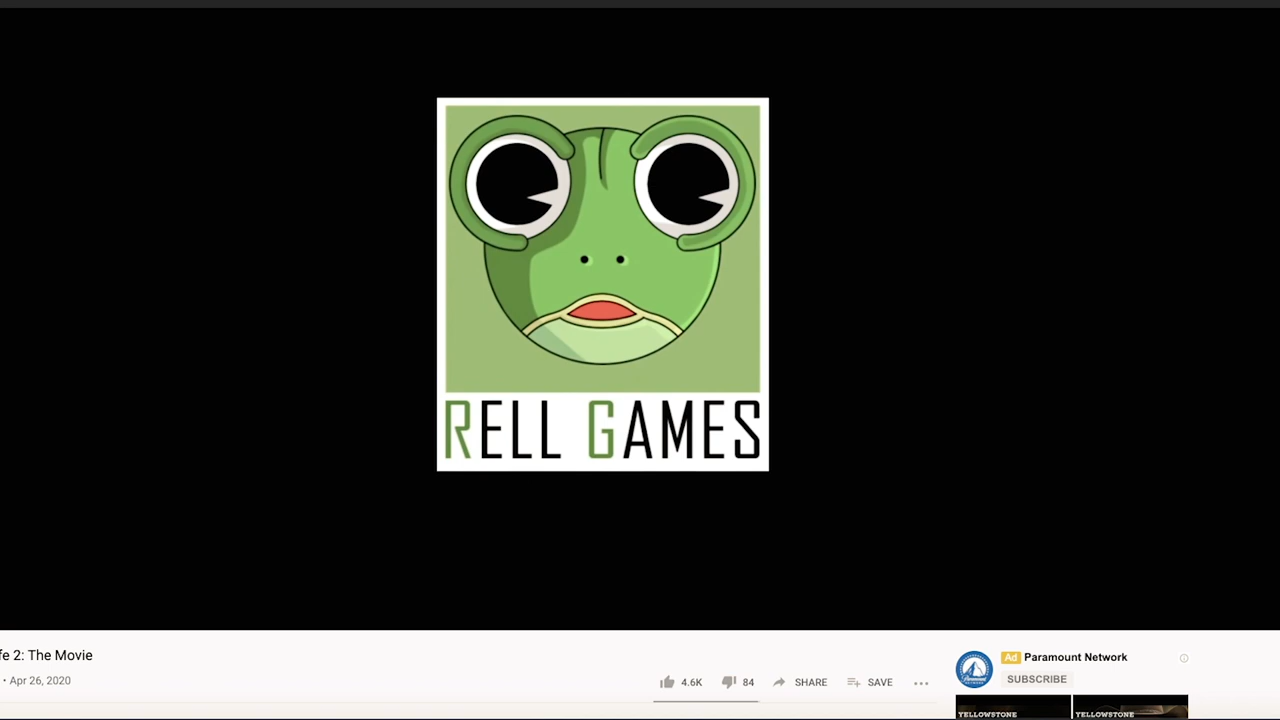 RELL GAMES
fe 2: The Movie
• Apr 26, 2020
4.6K
84
SHARE
SAVE
Ad Paramount Network
SUBSCRIBE
Paramount
YELLOWSTONE
YELLOWSTONE